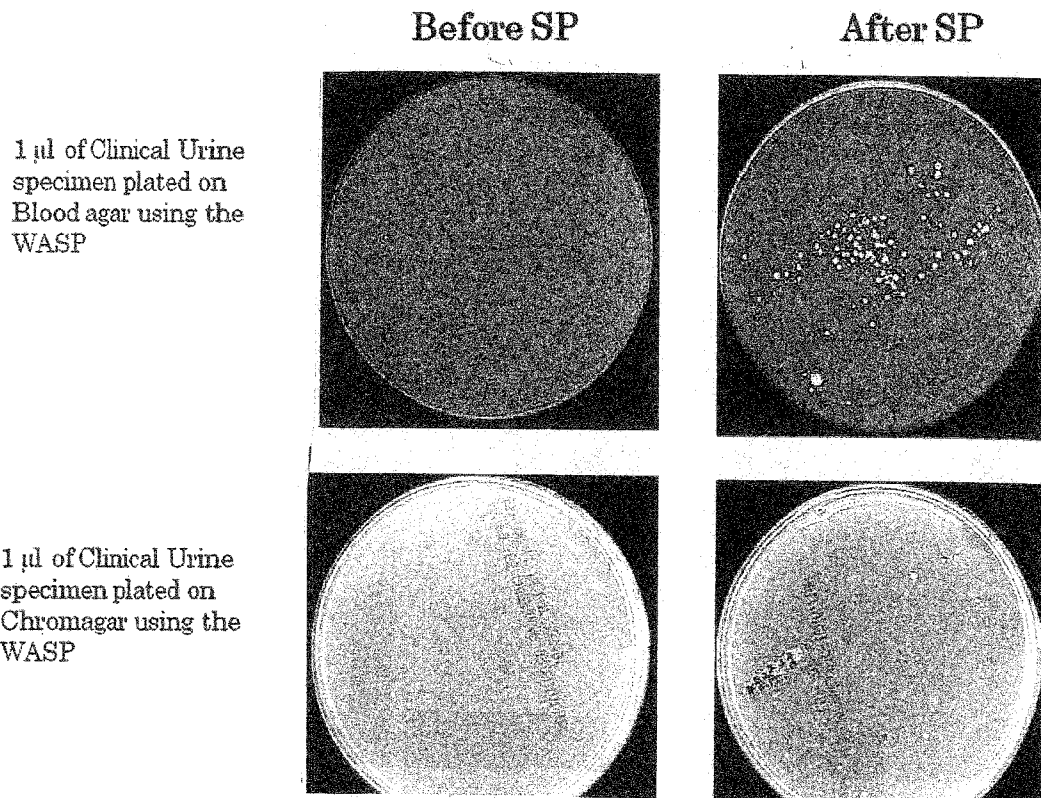 Before SP
After SP
1 µl of Clinical Urine
specimen plated on
Blood agar using the
WASP
1 µl of Clinical Urine
specimen plated on
Chromagar using the
WASP